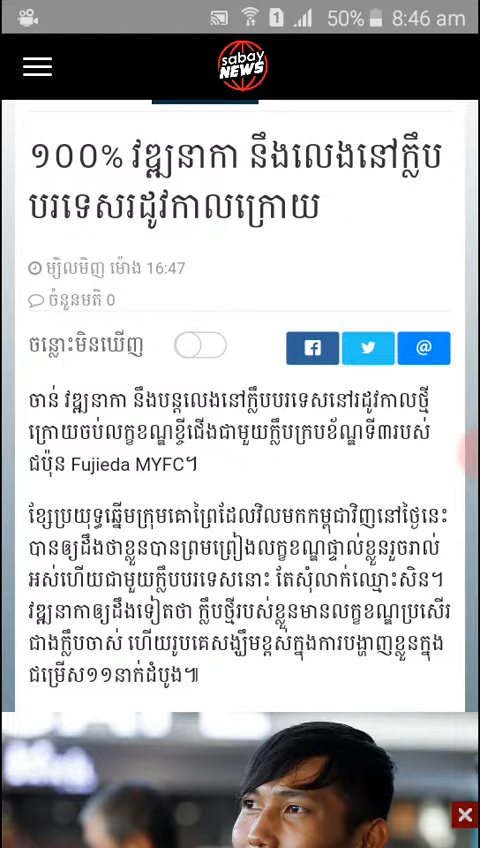 1 50% 8:46 am
sabay
NEWS
១០០% វឌ្ឍនាកា នឹងលេងនៅក្លឹប
បរទេសរដូវកាលក្រោយ
ម្សិលមិញ ម៉ោង 16:47
ចំនួនមតិ 0
ចន្លោះមិនឃើញ
ចាន់ វឌ្ឍនាកា នឹងបន្តលេងនៅក្លឹបបរទេសនៅរដូវកាលថ្មី
ក្រោយចប់លក្ខខណ្ឌខ្ចីជើងជាមួយក្លឹបក្របខ័ណ្ឌទី៣របស់
ជប៉ុន Fujieda MYFC។
ខ្សែប្រយុទ្ធឆ្នើមក្រុមគោព្រៃដែលវិលមកកម្ពុជាវិញនៅថ្ងៃនេះ
បានឲ្យដឹងថាខ្លួនបានព្រមព្រៀងលក្ខខណ្ឌផ្ទាល់ខ្លួនរួចរាល់
អស់ហើយជាមួយក្លឹបបរទេសនោះ តែសុំលាក់ឈ្មោះសិន។
វឌ្ឍនាកាឲ្យដឹងទៀតថា ក្លឹបថ្មីរបស់ខ្លួនមានលក្ខខណ្ឌប្រសើរ
ជាងក្លឹបចាស់ ហើយរូបគេសង្ឃឹមខ្ពស់ក្នុងការបង្ហាញខ្លួនក្នុង
ជម្រើស១១នាក់ដំបូង៕